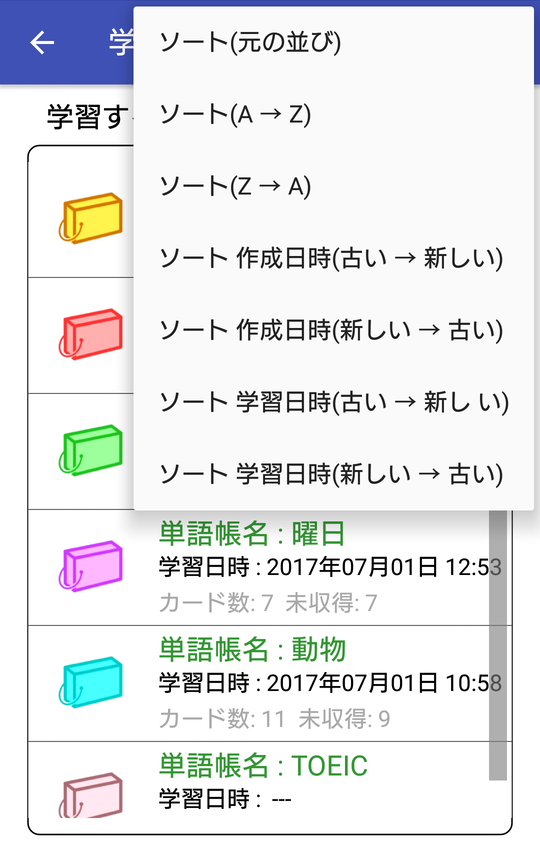 学
ソート(元の並び)
ソート(A → Z)
学習す
ソート(Z → A)
ソート 作成日時(古い → 新しい)
ソート 作成日時(新しい → 古い)
ソート 学習日時(古い → 新し い)
ソート 学習日時(新しい → 古い)
単語帳名 : 曜日
学習日時 : 2017年07月01日 12:53
カード数: 7 未収得: 7
単語帳名 : 動物
学習日時 : 2017年07月01日 10:58
カード数: 11 未収得: 9
単語帳名 : TOEIC
学習日時 : ---